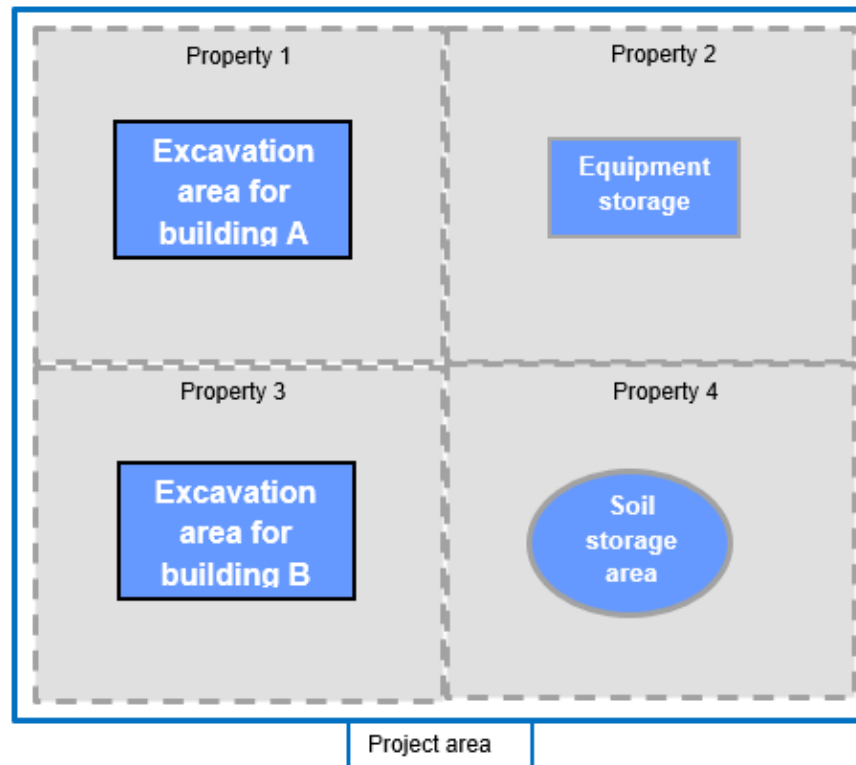 Property 1
Property 2
Excavation
area for
building A
Equipment
storage
Property 3
Property 4
Excavation
area for
building B
Soil
storage
area
Project area